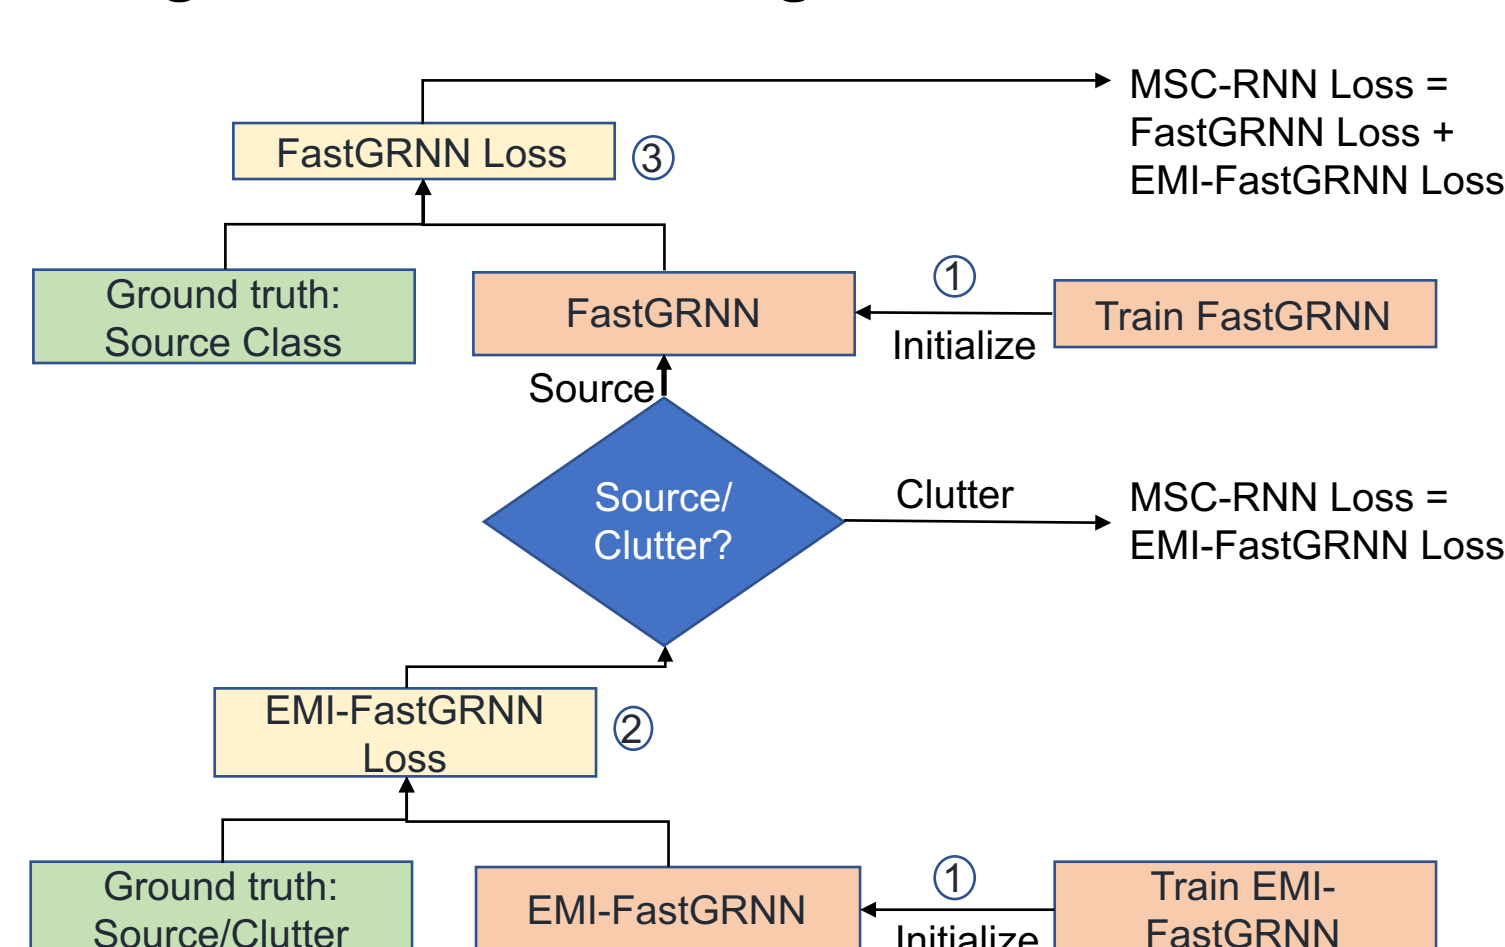 MSC-RNN Loss =
FastGRNN Loss +
EMI-FastGRNN Loss
FastGRNN Loss
3
Ground truth:
Source Class
FastGRNN
1
Initialize
Train FastGRNN
Source
Source/
Clutter?
Clutter
MSC-RNN Loss =
EMI-FastGRNN Loss
EMI-FastGRNN
Loss
2
Ground truth:
Source/Clutter
EMI-FastGRNN
1
Initialize
Train EMI-
FastGRNN